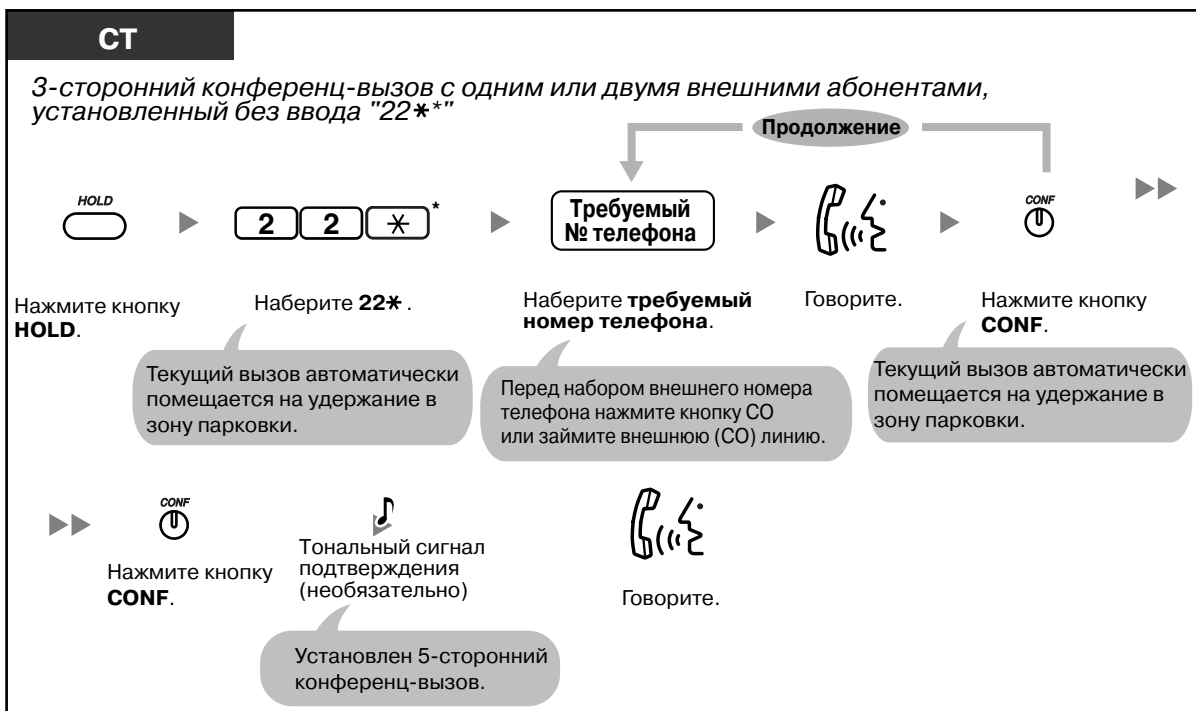 СТ
3-сторонний конференц-вызов с одним или двумя внешними абонентами,
установленный без ввода "22✱*"
Продолжение
HOLD
2 2 ✱ *
Требуемый
№ телефона
CONF
Нажмите кнопку
HOLD.
Наберите 22✱ .
Наберите требуемый
номер телефона.
Говорите.
Нажмите кнопку
CONF.
Текущий вызов автоматически
помещается на удержание в
зону парковки.
Перед набором внешнего номера
телефона нажмите кнопку СО
или займите внешнюю (СО) линию.
Текущий вызов автоматически
помещается на удержание в
зону парковки.
CONF
Нажмите кнопку
CONF.
Тональный сигнал
подтверждения
(необязательно)
Говорите.
Установлен 5-сторонний
конференц-вызов.